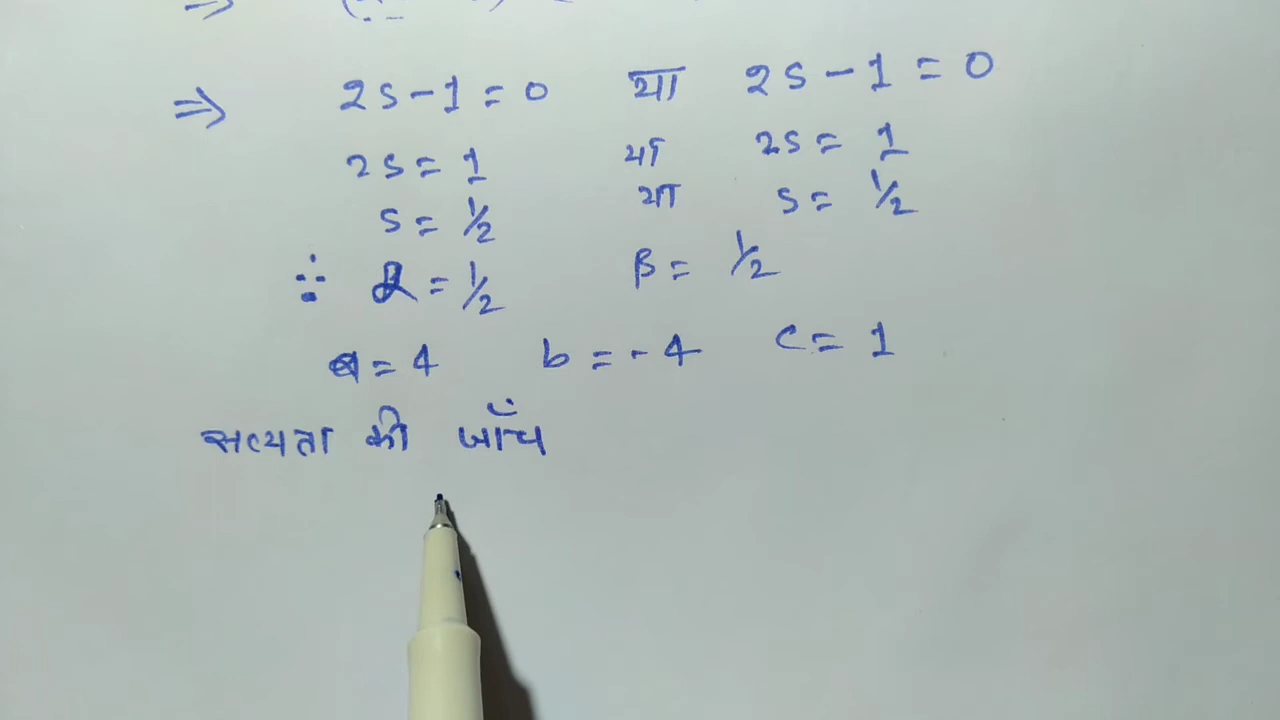 ⇒ 2s-1=0 या 2s-1=0
2s=1 या 2s=1
s=1/2 या s=1/2
∴ α=1/2 β=1/2
a=4 b=-4 c=1
सत्यता की जाँच